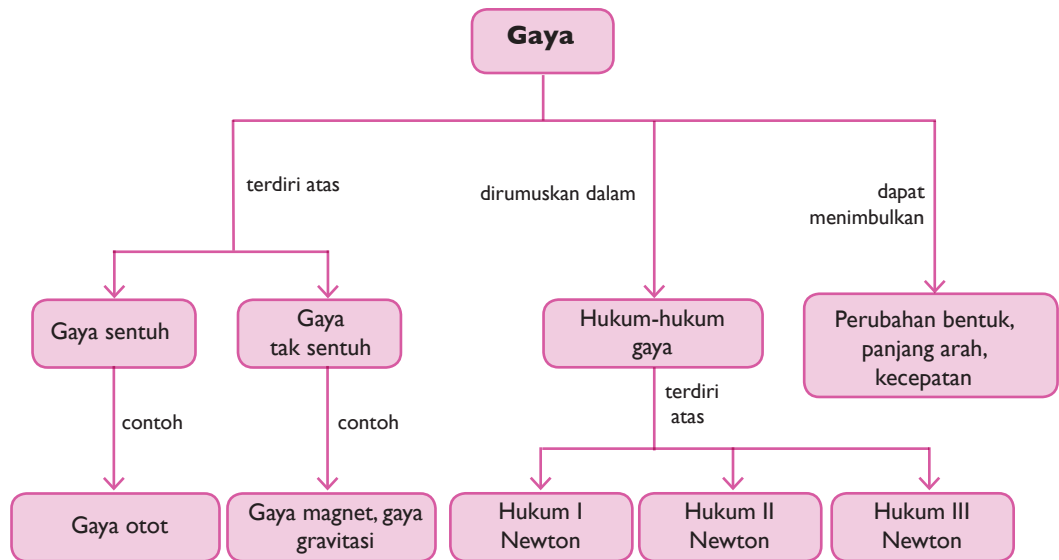 Gaya
terdiri atas
dirumuskan dalam
dapat
menimbulkan
Gaya sentuh
Gaya
tak sentuh
Hukum-hukum
gaya
Perubahan bentuk,
panjang arah,
kecepatan
contoh
contoh
terdiri
atas
Gaya otot
Gaya magnet, gaya
gravitasi
Hukum I
Newton
Hukum II
Newton
Hukum III
Newton